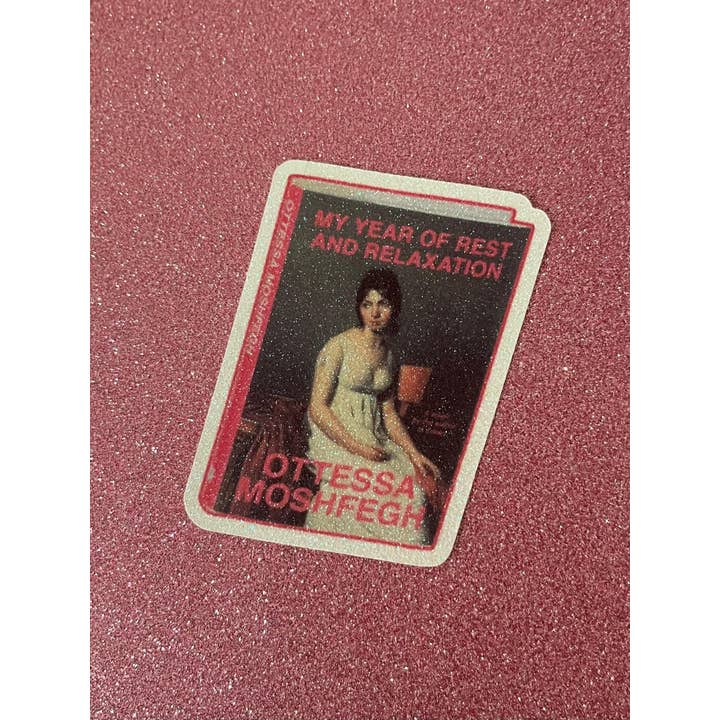 MY YEAR OF REST
AND RELAXATION
OTTESSA MOSHFEGH
OTTESSA
MOSHFEGH